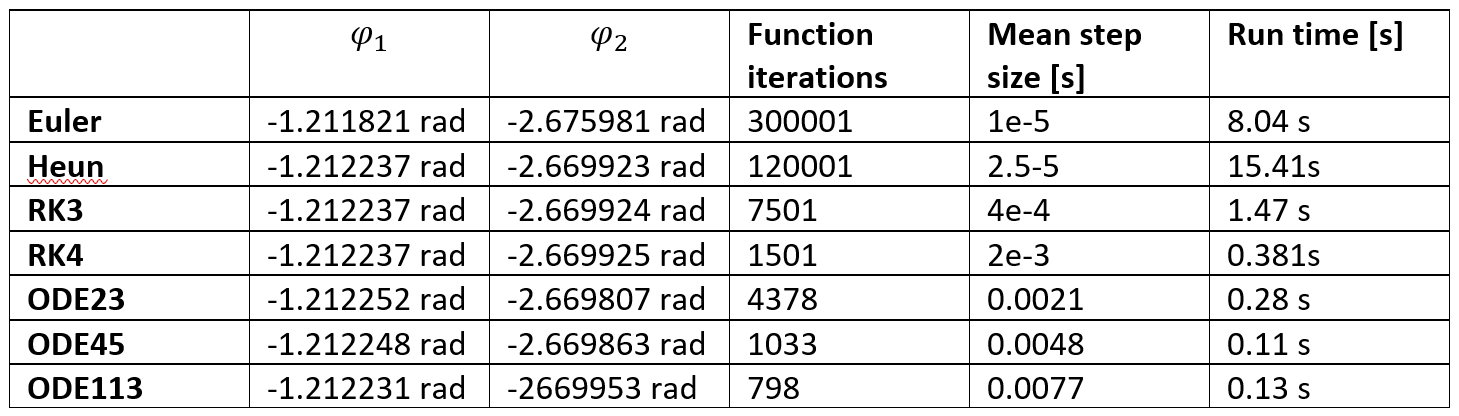 φ₁ φ₂ Function iterations Mean step size [s] Run time [s]
Euler -1.211821 rad -2.675981 rad 300001 1e-5 8.04 s
Heun -1.212237 rad -2.669923 rad 120001 2.5-5 15.41s
RK3 -1.212237 rad -2.669924 rad 7501 4e-4 1.47 s
RK4 -1.212237 rad -2.669925 rad 1501 2e-3 0.381s
ODE23 -1.212252 rad -2.669807 rad 4378 0.0021 0.28 s
ODE45 -1.212248 rad -2.669863 rad 1033 0.0048 0.11 s
ODE113 -1.212231 rad -2669953 rad 798 0.0077 0.13 s